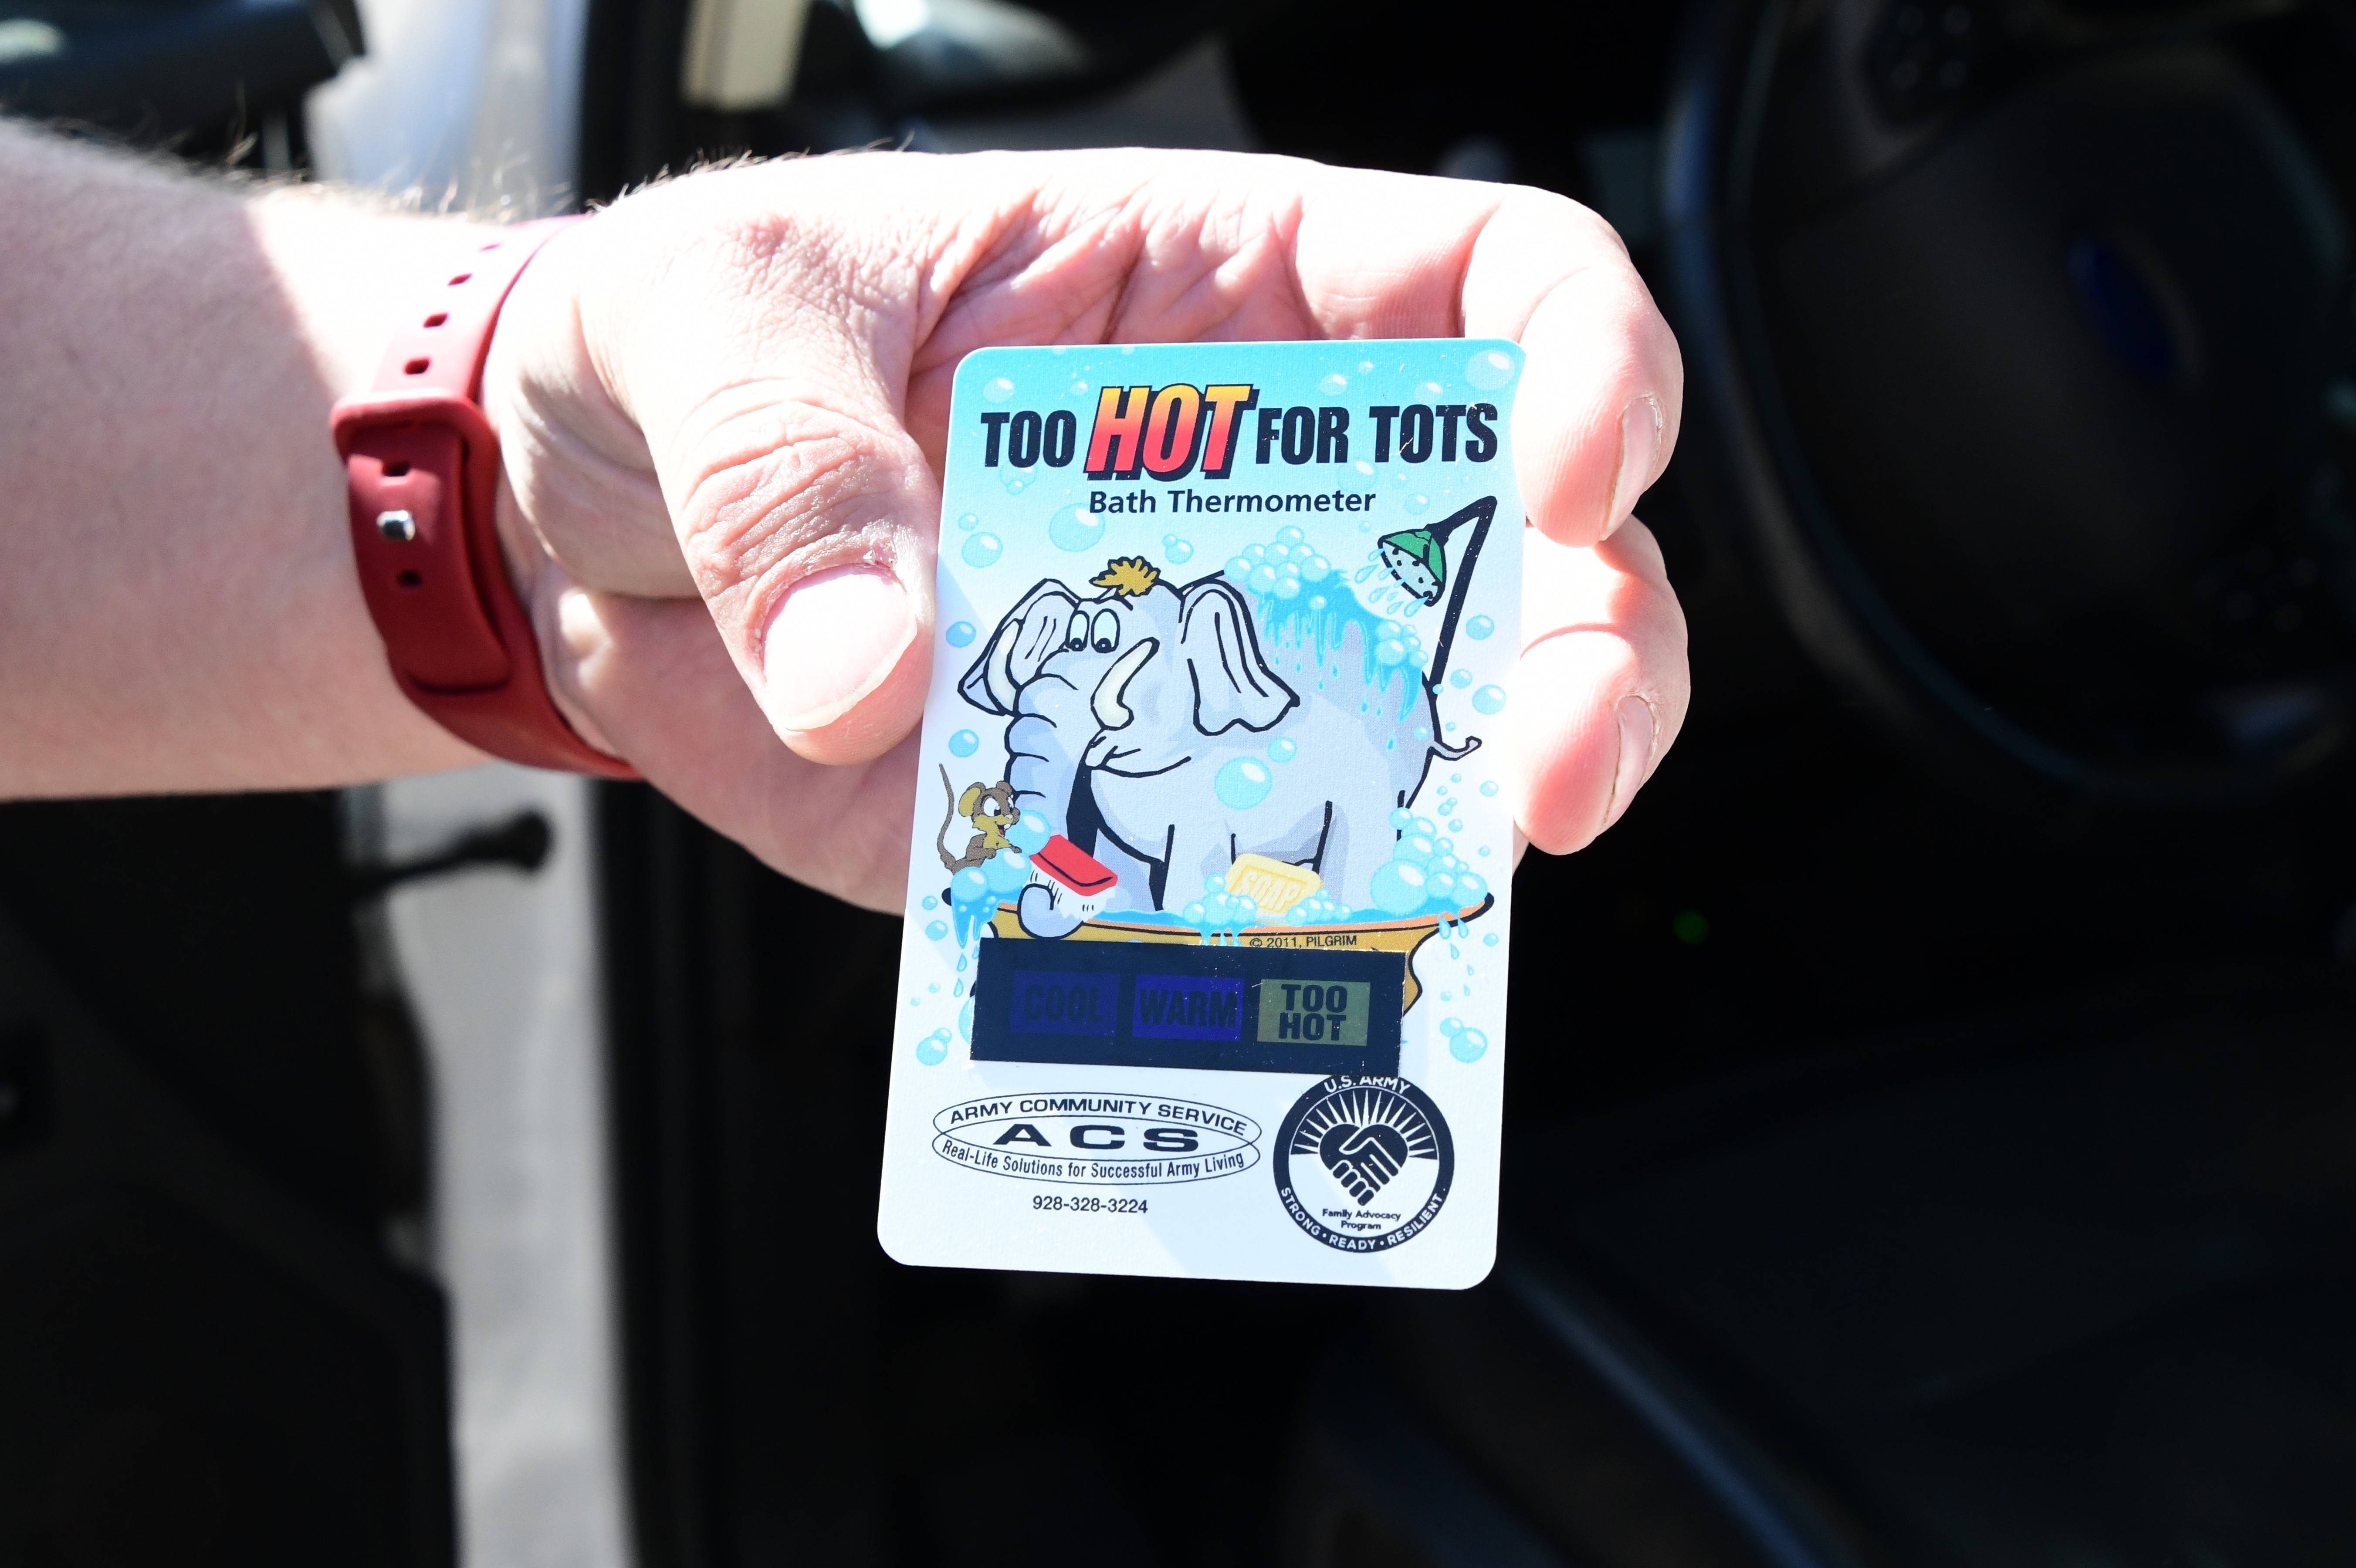 TOO HOT FOR TOTS
Bath Thermometer
SOAP
© 2011, PILGRIM
COOL WARM TOO
HOT
ARMY COMMUNITY SERVICE
ACS
Real-Life Solutions for Successful Army Living
928-328-3224
U.S. ARMY
Family Advocacy
Program
STRONG • READY • RESILIENT